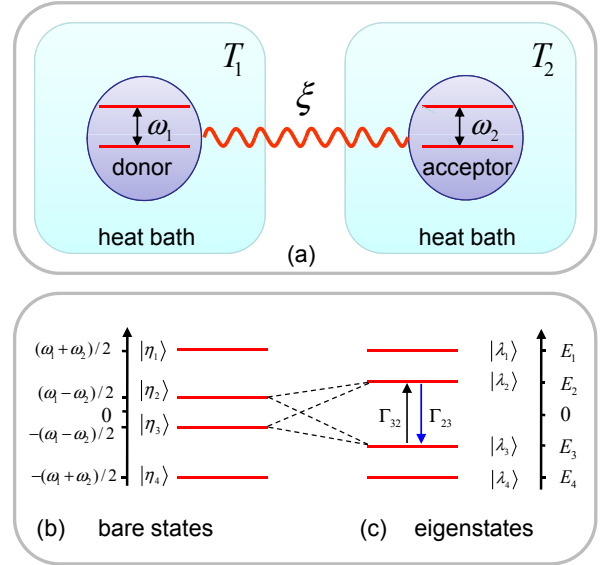 T₁
T₂
ξ
ω₁
ω₂
donor
acceptor
heat bath
heat bath
(a)
(ω₁+ω₂)/2
|η₁⟩
|λ₁⟩
E₁
(ω₁−ω₂)/2
|η₂⟩
|λ₂⟩
E₂
0
Γ₃₂
Γ₂₃
0
−(ω₁−ω₂)/2
|η₃⟩
|λ₃⟩
E₃
−(ω₁+ω₂)/2
|η₄⟩
|λ₄⟩
E₄
(b) bare states
(c) eigenstates